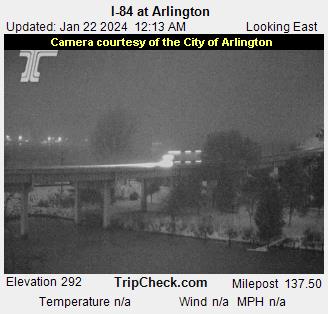 I-84 at Arlington
Updated: Jan 22 2024 12:13 AM Looking East
Camera courtesy of the City of Arlington
Elevation 292 TripCheck.com Milepost 137.50
Temperature n/a Wind n/a MPH n/a